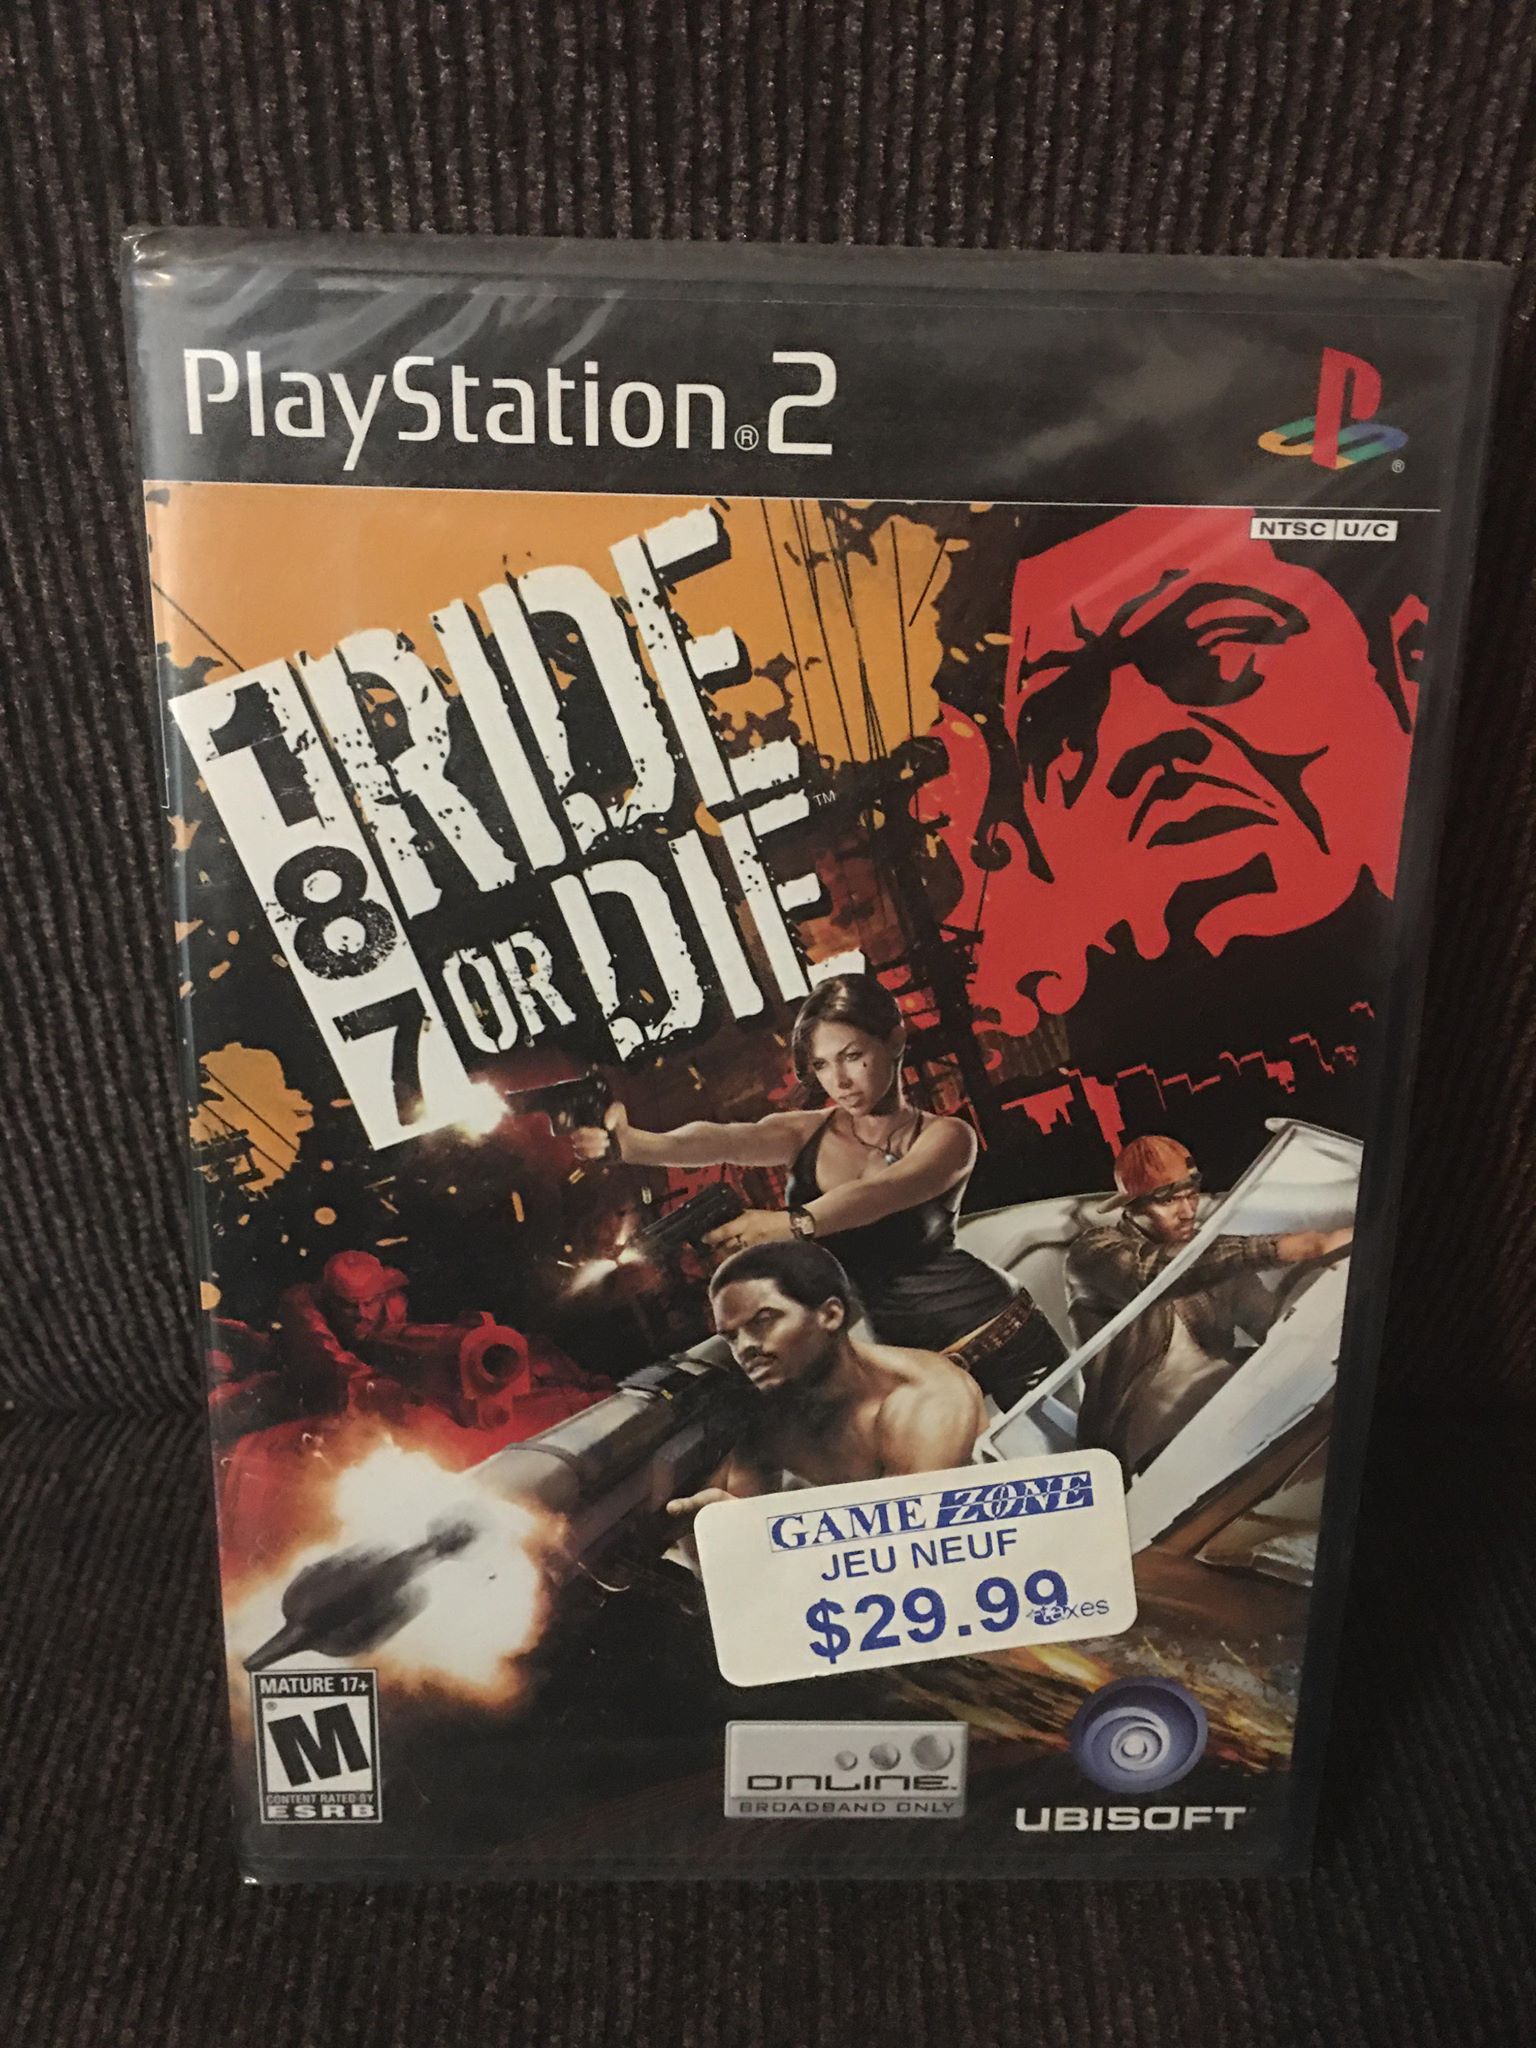 PlayStation®2
NTSC U/C
187 RIDE OR DIE™
GAME ZONE
JEU NEUF
$29.99 +taxes
MATURE 17+
M®
CONTENT RATED BY
ESRB
ONLINE™
BROADBAND ONLY
UBISOFT